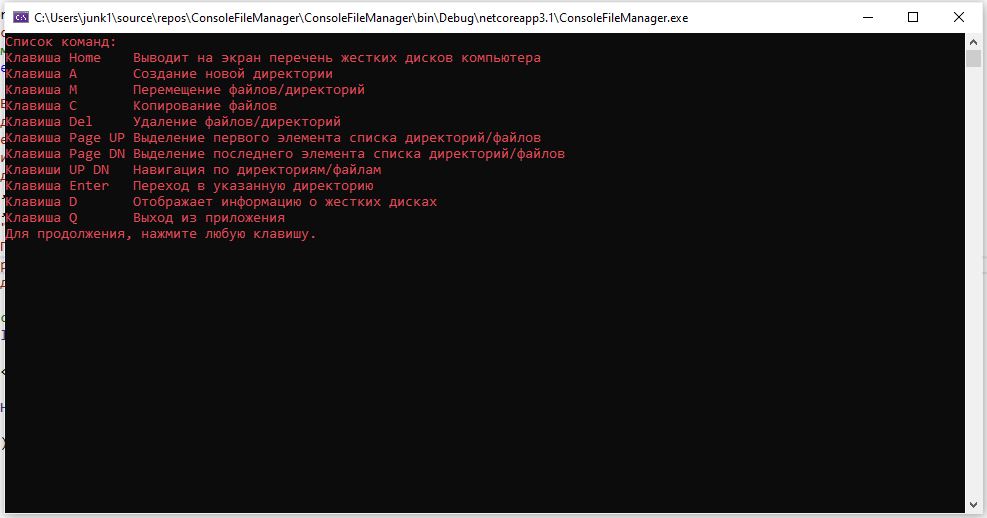 C:\Users\junk1\source\repos\ConsoleFileManager\ConsoleFileManager\bin\Debug\netcoreapp3.1\ConsoleFileManager.exe
Список команд:
Клавиша Home    Выводит на экран перечень жестких дисков компьютера
Клавиша A       Создание новой директории
Клавиша M       Перемещение файлов/директорий
Клавиша C       Копирование файлов
Клавиша Del     Удаление файлов/директорий
Клавиша Page UP Выделение первого элемента списка директорий/файлов
Клавиша Page DN Выделение последнего элемента списка директорий/файлов
Клавиши UP DN   Навигация по директориям/файлам
Клавиша Enter   Переход в указанную директорию
Клавиша D       Отображает информацию о жестких дисках
Клавиша Q       Выход из приложения
Для продолжения, нажмите любую клавишу.